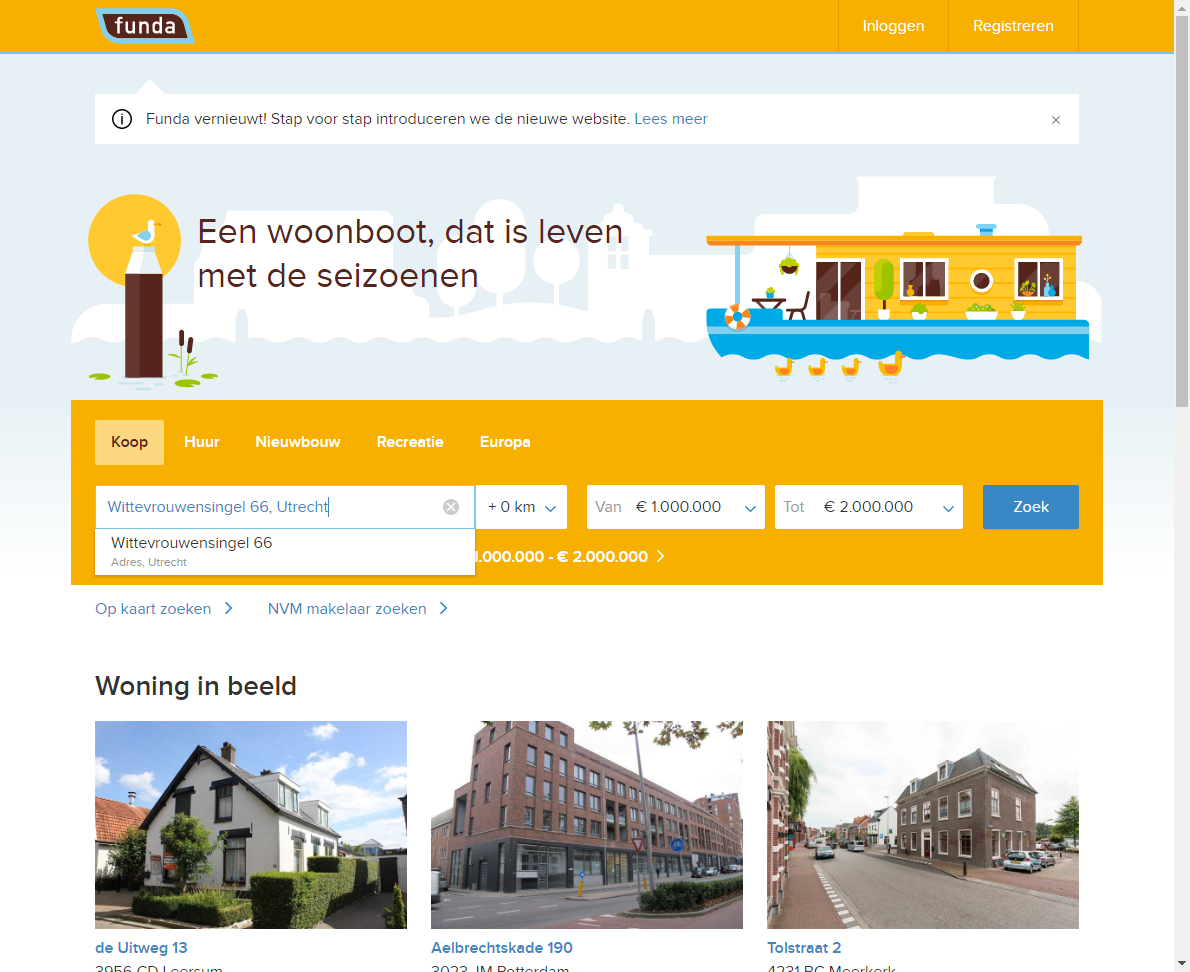 funda
Inloggen
Registreren
Funda vernieuwt! Stap voor stap introduceren we de nieuwe website. Lees meer
Een woonboot, dat is leven
met de seizoenen
Koop
Huur
Nieuwbouw
Recreatie
Europa
Wittevrouwensingel 66, Utrecht
+ 0 km
Van € 1.000.000
Tot € 2.000.000
Zoek
Wittevrouwensingel 66
Adres, Utrecht
1.000.000 - € 2.000.000
Op kaart zoeken
NVM makelaar zoeken
Woning in beeld
de Uitweg 13
Aelbrechtskade 190
Tolstraat 2
3956 CD Leersum
3023 JM Rotterdam
4231 BC Meerkerk